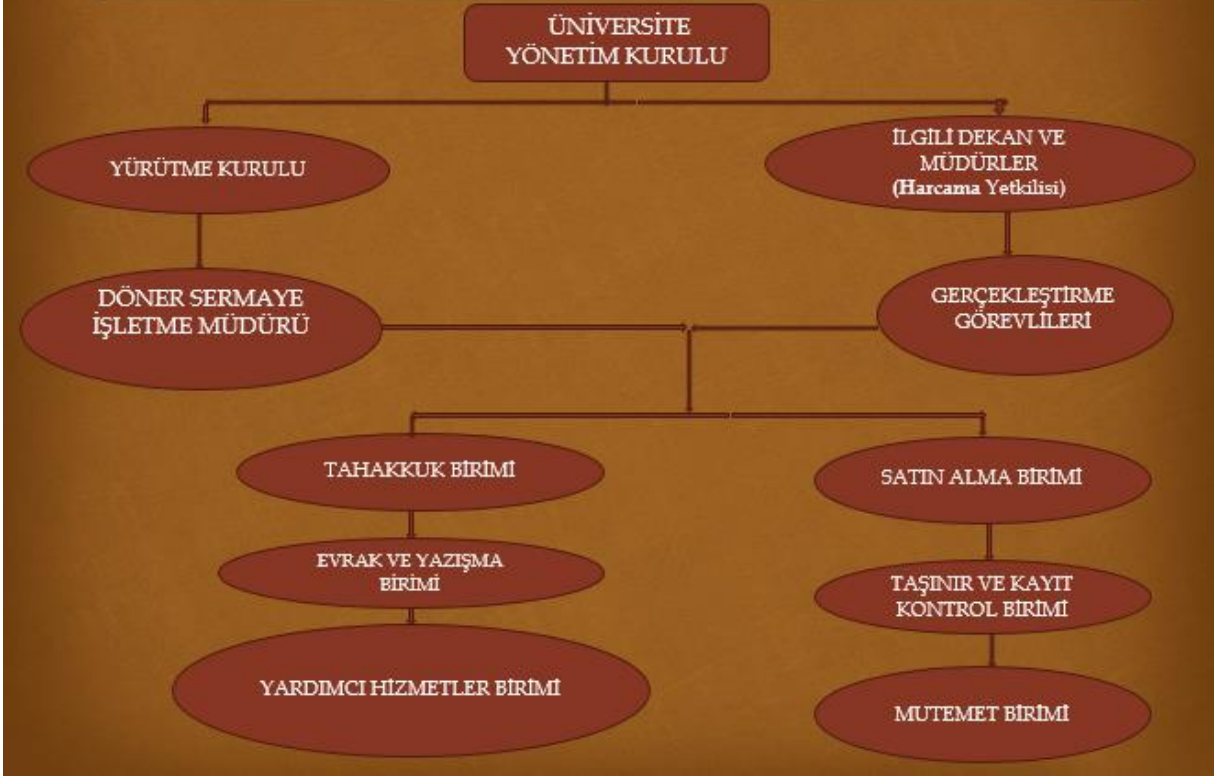 ÜNİVERSİTE
YÖNETİM KURULU
YÜRÜTME KURULU
İLGİLİ DEKAN VE
MÜDÜRLER
(Harcama Yetkilisi)
DÖNER SERMAYE
İŞLETME MÜDÜRÜ
GERÇEKLEŞTİRME
GÖREVLİLERİ
TAHAKKUK BİRİMİ
SATIN ALMA BİRİMİ
EVRAK VE YAZIŞMA
BİRİMİ
TAŞINIR VE KAYIT
KONTROL BİRİMİ
YARDIMCI HİZMETLER BİRİMİ
MUTEMET BİRİMİ